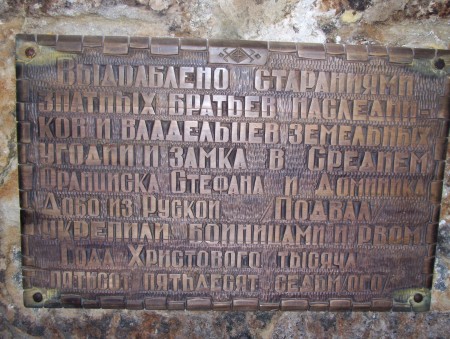 Выдолблено стараниями
знатных братьев наследни-
ков и владельцев земельных
угодий и замка в Среднем
Франциска Стефана и Доминика
Добо из Руской Подвал
укрепили бойницами и рвом
Года Христового тысяча
пятьсот пятьдесят седьмого